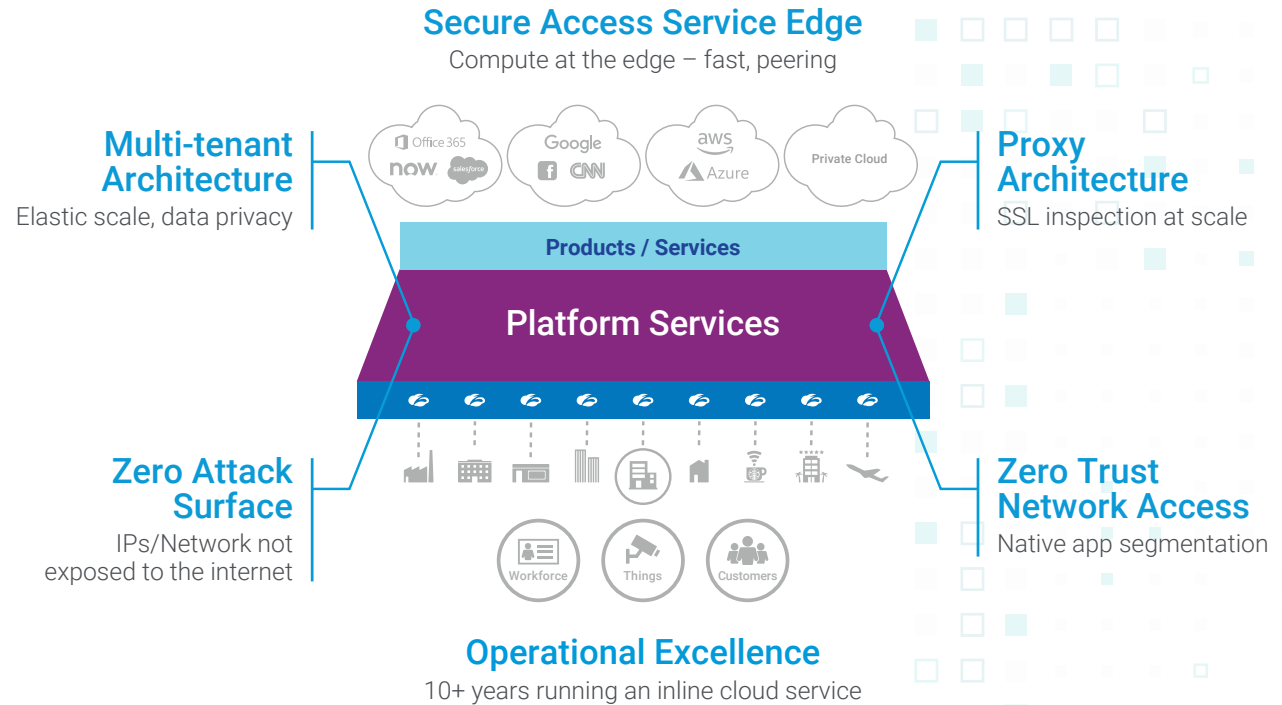 Secure Access Service Edge
Compute at the edge – fast, peering
Multi-tenant
Architecture
Elastic scale, data privacy
Office 365
now
salesforce
Google
CNN
aws
Azure
Private Cloud
Proxy
Architecture
SSL inspection at scale
Products / Services
Platform Services
Zero Attack
Surface
IPs/Network not
exposed to the internet
Zero Trust
Network Access
Native app segmentation
Workforce
Things
Customers
Operational Excellence
10+ years running an inline cloud service